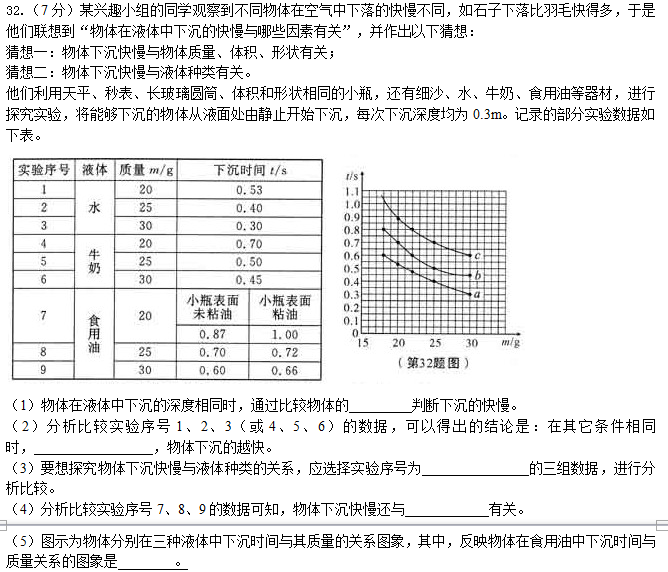 32.（7分）某兴趣小组的同学观察到不同物体在空气中下落的快慢不同，如石子下落比羽毛快得多，于是
他们联想到“物体在液体中下沉的快慢与哪些因素有关”，并作出以下猜想：
猜想一：物体下沉快慢与物体质量、体积、形状有关；
猜想二：物体下沉快慢与液体种类有关。
他们利用天平、秒表、长玻璃圆筒、体积和形状相同的小瓶，还有细沙、水、牛奶、食用油等器材，进行
探究实验，将能够下沉的物体从液面处由静止开始下沉，每次下沉深度均为0.3m。记录的部分实验数据如
下表。
实验序号 液体 质量 m/g 下沉时间 t/s
1 水 20 0.53
2 25 0.40
3 30 0.30
4 牛奶 20 0.70
5 25 0.50
6 30 0.45
7 食用油 20 小瓶表面未粘油 小瓶表面粘油
0.87 1.00
8 25 0.70 0.72
9 30 0.60 0.66
t/s
1.1
1.0
0.9
0.8
0.7
0.6
0.5
0.4
0.3
0.2
0.1
0
15 20 25 30 m/g
c
b
a
（第32题图）
（1）物体在液体中下沉的深度相同时，通过比较物体的________判断下沉的快慢。
（2）分析比较实验序号1、2、3（或4、5、6）的数据，可以得出的结论是：在其它条件相同
时，________________，物体下沉的越快。
（3）要想探究物体下沉快慢与液体种类的关系，应选择实验序号为______________的三组数据，进行分
析比较。
（4）分析比较实验序号7、8、9的数据可知，物体下沉快慢还与___________有关。
（5）图示为物体分别在三种液体中下沉时间与其质量的关系图象，其中，反映物体在食用油中下沉时间与
质量关系的图象是_________。